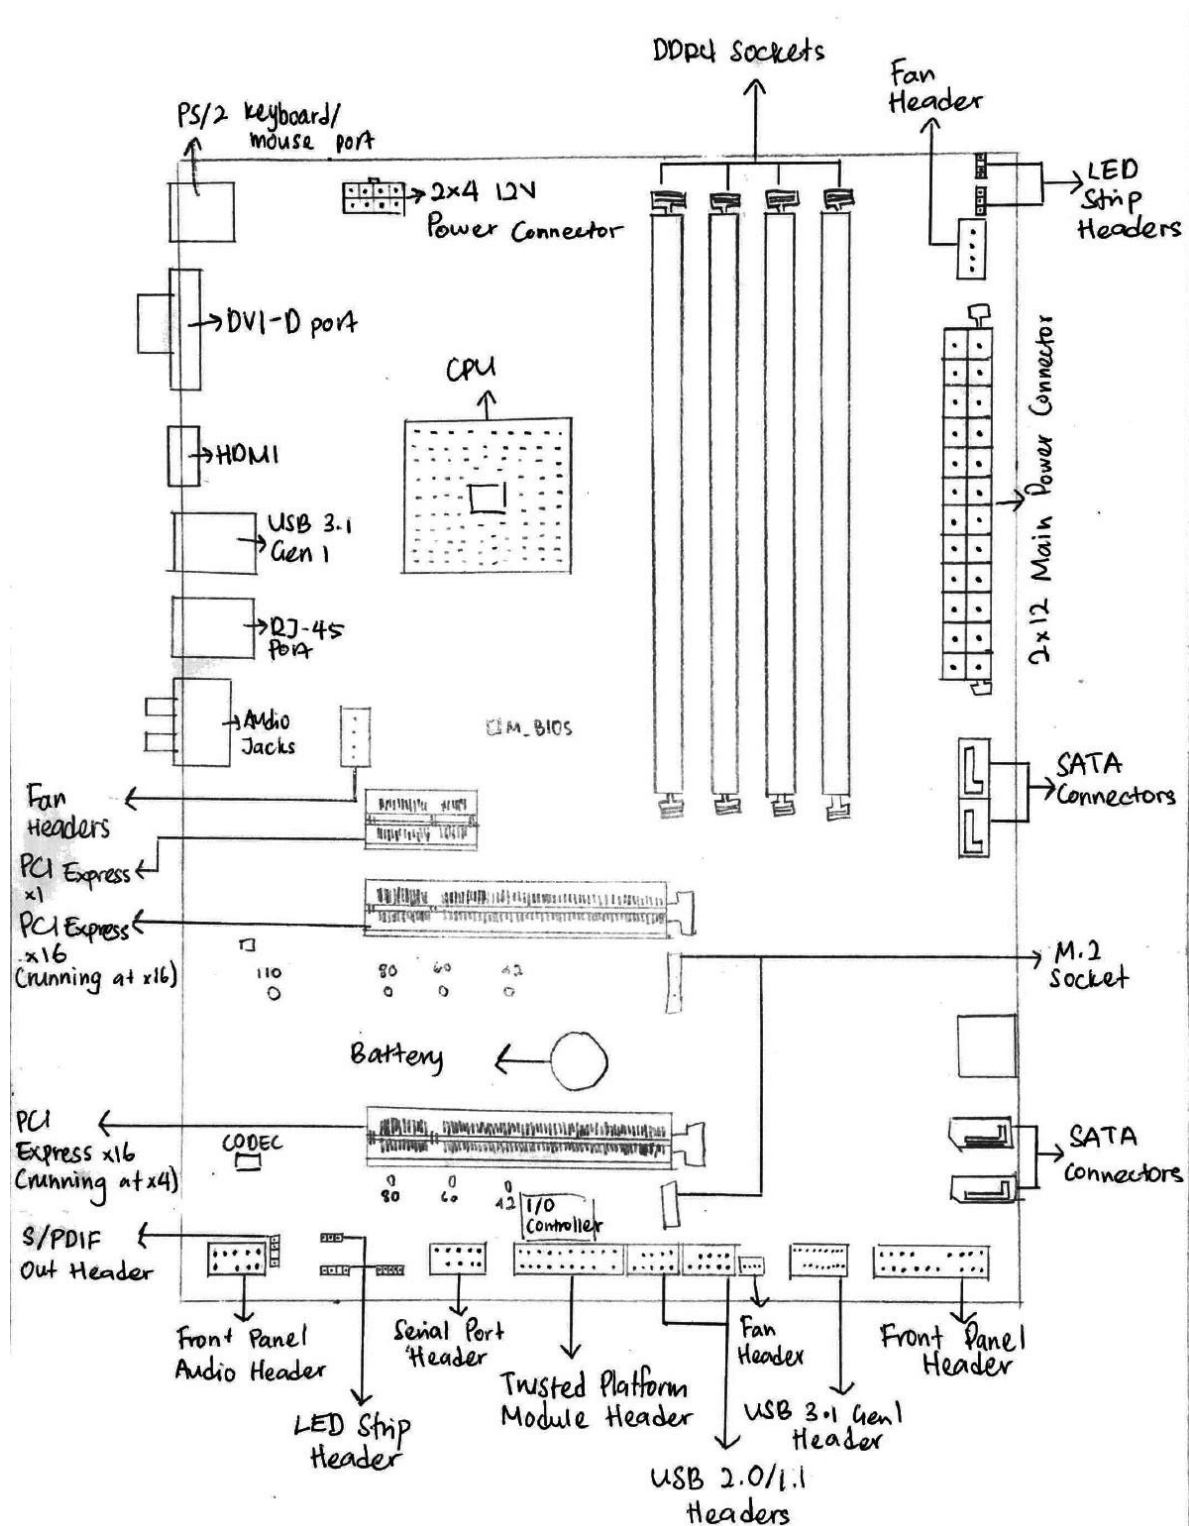 DDR4 Sockets
Fan
Header
PS/2 keyboard/
mouse port
2x4 12V
Power Connector
LED
Strip
Headers
DVI-D port
CPU
2x12 Main Power Connector
HDMI
USB 3.1
Gen 1
RJ-45
Port
Audio
Jacks
M_BIOS
SATA
Connectors
Fan
Headers
PCI Express
x1
PCI Express
x16
(running at x16)
110
80 60 42
M.2
Socket
Battery
PCI
Express x16
(running at x4)
CODEC
80 60 42
I/O
Controller
SATA
Connectors
S/PDIF
Out Header
Front Panel
Audio Header
Serial Port
Header
Trusted Platform
Module Header
Fan
Header
Front Panel
Header
LED Strip
Header
USB 3.1 Gen1
Header
USB 2.0/1.1
Headers